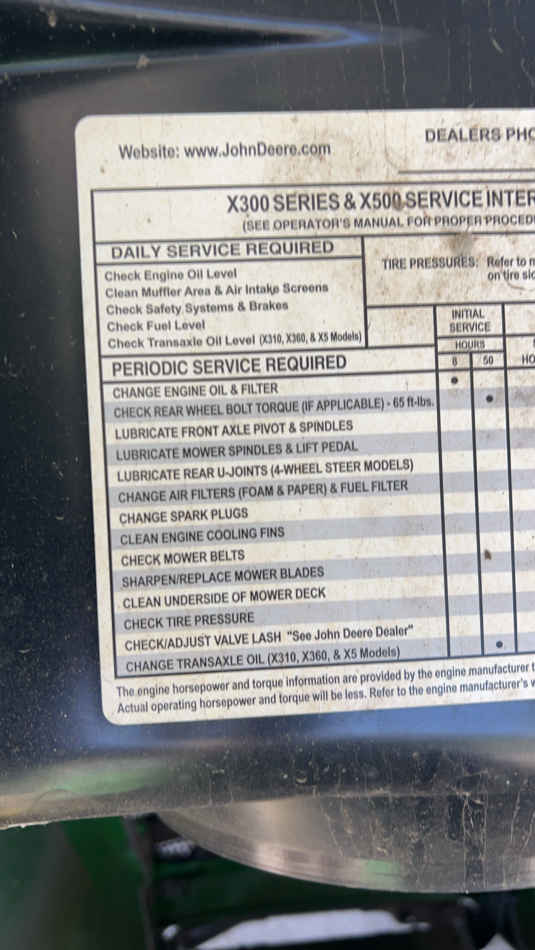 DEALERS PHO
Website: www.JohnDeere.com
X300 SERIES & X500 SERVICE INTER
(SEE OPERATOR'S MANUAL FOR PROPER PROCED
DAILY SERVICE REQUIRED
Check Engine Oil Level
Clean Muffler Area & Air Intake Screens
Check Safety Systems & Brakes
Check Fuel Level
Check Transaxle Oil Level (X310, X360, & X5 Models)
TIRE PRESSURES: Refer to
on tire
INITIAL
SERVICE
HOURS
PERIODIC SERVICE REQUIRED
8 50 HO
CHANGE ENGINE OIL & FILTER
CHECK REAR WHEEL BOLT TORQUE (IF APPLICABLE) - 65 ft-lbs.
LUBRICATE FRONT AXLE PIVOT & SPINDLES
LUBRICATE MOWER SPINDLES & LIFT PEDAL
LUBRICATE REAR U-JOINTS (4-WHEEL STEER MODELS)
CHANGE AIR FILTERS (FOAM & PAPER) & FUEL FILTER
CHANGE SPARK PLUGS
CLEAN ENGINE COOLING FINS
CHECK MOWER BELTS
SHARPEN/REPLACE MOWER BLADES
CLEAN UNDERSIDE OF MOWER DECK
CHECK TIRE PRESSURE
CHECK/ADJUST VALVE LASH "See John Deere Dealer"
CHANGE TRANSAXLE OIL (X310, X360, & X5 Models)
The engine horsepower and torque information are provided by the engine manufacturer t
Actual operating horsepower and torque will be less. Refer to the engine manufacturer's w